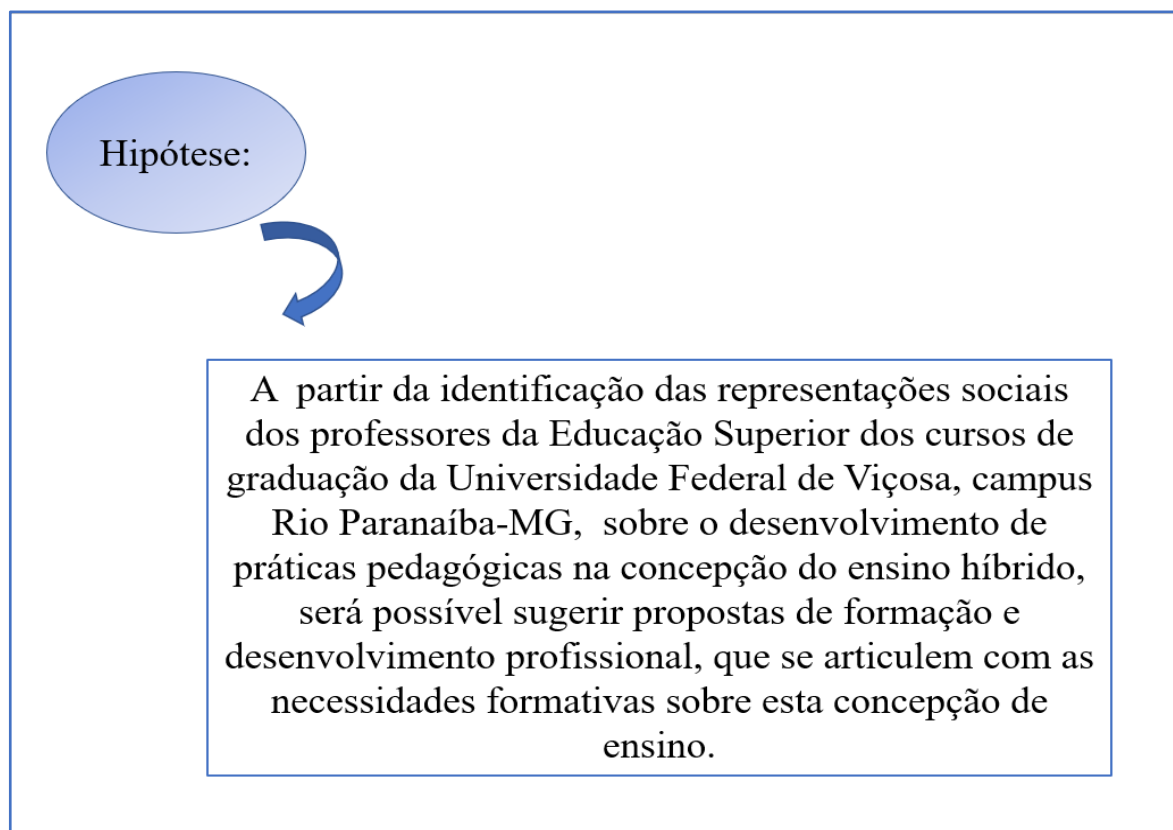 Hipótese:
A partir da identificação das representações sociais
dos professores da Educação Superior dos cursos de
graduação da Universidade Federal de Viçosa, campus
Rio Paranaíba-MG, sobre o desenvolvimento de
práticas pedagógicas na concepção do ensino híbrido,
será possível sugerir propostas de formação e
desenvolvimento profissional, que se articulem com as
necessidades formativas sobre esta concepção de
ensino.